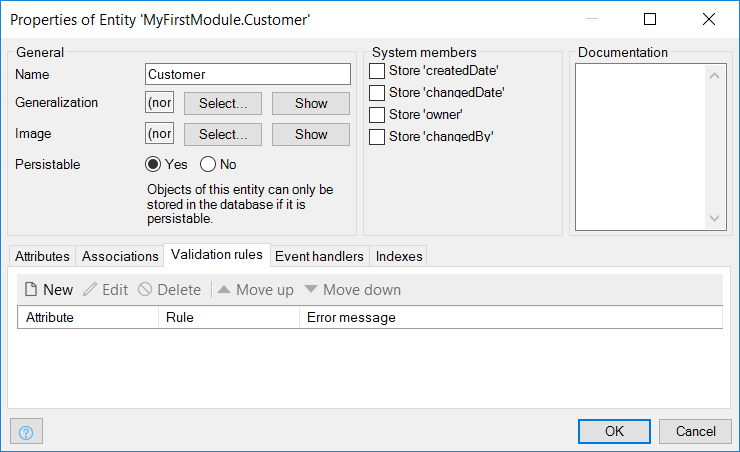 Properties of Entity 'MyFirstModule.Customer'
General
System members
Documentation
Name
Customer
Store 'createdDate'
Generalization
(nor
Select...
Show
Store 'changedDate'
Store 'owner'
Image
(nor
Select...
Show
Store 'changedBy'
Persistable
Yes
No
Objects of this entity can only be
stored in the database if it is
persistable.
Attributes
Associations
Validation rules
Event handlers
Indexes
New
Edit
Delete
Move up
Move down
Attribute
Rule
Error message
?
OK
Cancel